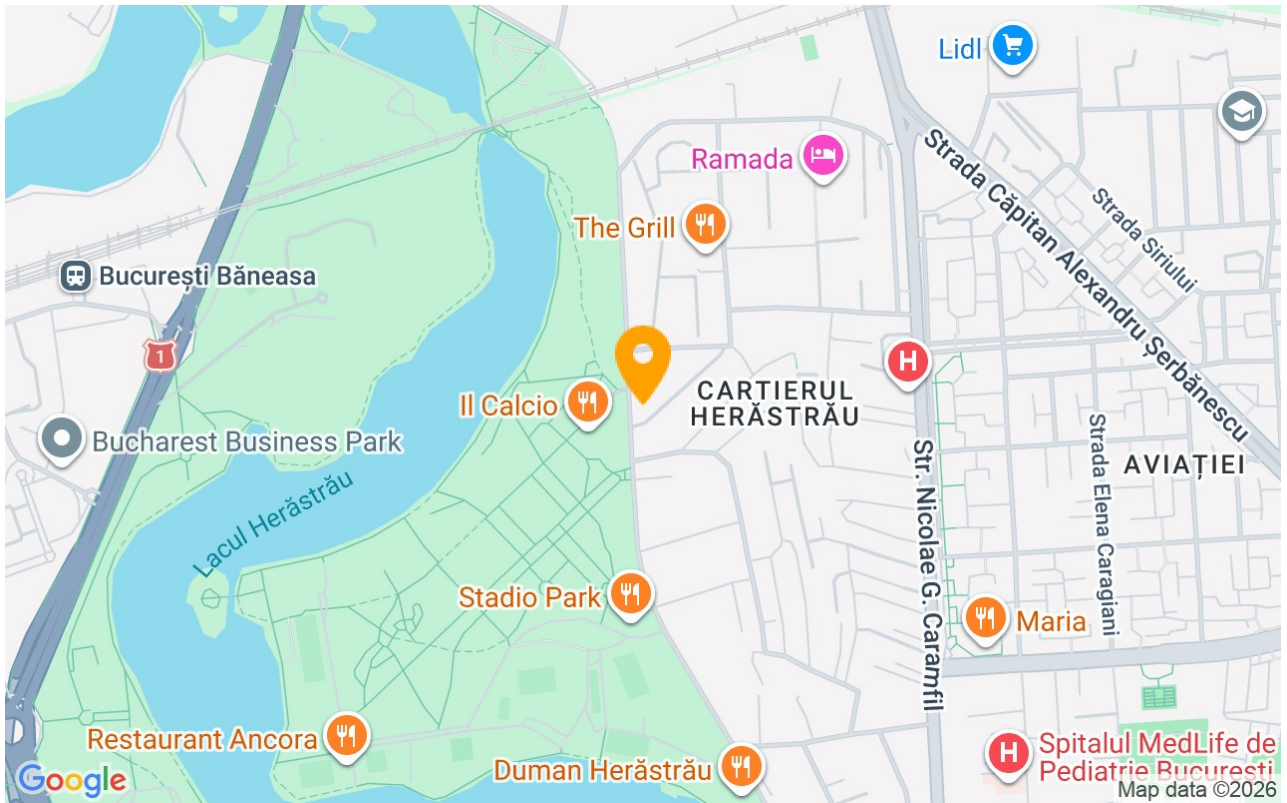 Lidl
Strada Căpitan Alexandru Șerbănescu
Ramada
Strada Siriului
The Grill
București Băneasa
1
H
CARTIERUL
HERĂSTRĂU
Il Calcio
Bucharest Business Park
Str. Nicolae G. Caramfil
Strada Elena Caragiani
AVIAȚIEI
Lacul Herăstrău
Stadio Park
Maria
Restaurant Ancora
Duman Herăstrău
H
Spitalul MedLife de
Pediatrie București
Google
Map data ©2026